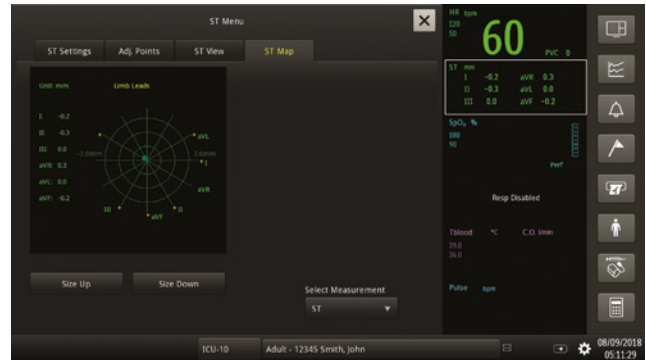 ST Menu
ST Settings
Adj. Points
ST View
ST Map
Unit: mm
Limb Leads
I -0.2
II -0.3
III: 0.0
aVR: 0.3
aVL: 0.0
aVF: -0.2
-2.0mm
2.0mm
aVL
I
aVR
II
aVF
III
Size Up
Size Down
Select Measurement
ST
HR bpm
120
50
60
PVC 0
ST mm
I -0.2 aVR 0.3
II -0.3 aVL 0.0
III 0.0 aVF -0.2
SpO₂ %
100
90
Perf
Resp Disabled
Tblood °C C.O. l/min
39.0
36.0
Pulse bpm
ICU-10
Adult - 12345 Smith, John
08/09/2018
05:11:29